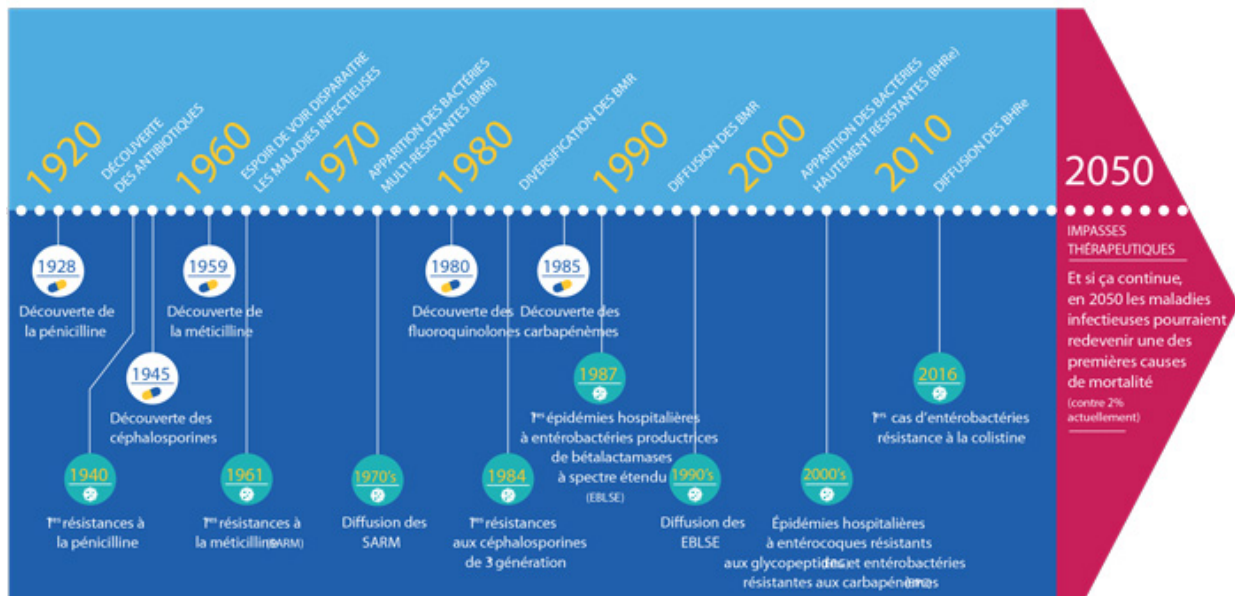 1920
DÉCOUVERTE
DES ANTIBIOTIQUES
1960
ESPOIR DE VOIR DISPARAITRE
LES MALADIES INFECTIEUSES
1970
APPARITION DES BACTÉRIES
MULTI-RÉSISTANTES (BMR)
1980
DIVERSIFICATION DES BMR
1990
DIFFUSION DES BMR
2000
APPARITION DES BACTÉRIES
HAUTEMENT RÉSISTANTES (BHRe)
2010
DIFFUSION DES BHRe
2050
IMPASSES
THÉRAPEUTIQUES
Et si ça continue,
en 2050 les maladies
infectieuses pourraient
redevenir une des
premières causes
de mortalité
(contre 2%
actuellement)
1928
Découverte de
la pénicilline
1959
Découverte de
la méticilline
1980
Découverte des
fluoroquinolones
1985
Découverte des
carbapénèmes
1945
Découverte des
céphalosporines
1987
1res épidémies hospitalières
à entérobactéries productrices
de bétalactamases
à spectre étendu
(EBLSE)
2016
1ers cas d'entérobactéries
résistance à la colistine
1940
1res résistances à
la pénicilline
1961
1res résistances à
la méticilline (SARM)
1970's
Diffusion des
SARM
1984
1res résistances
aux céphalosporines
de 3 génération
1990's
Diffusion des
EBLSE
2000's
Épidémies hospitalières
à entérocoques résistants
aux glycopeptides et entérobactéries
résistantes aux carbapénèmes